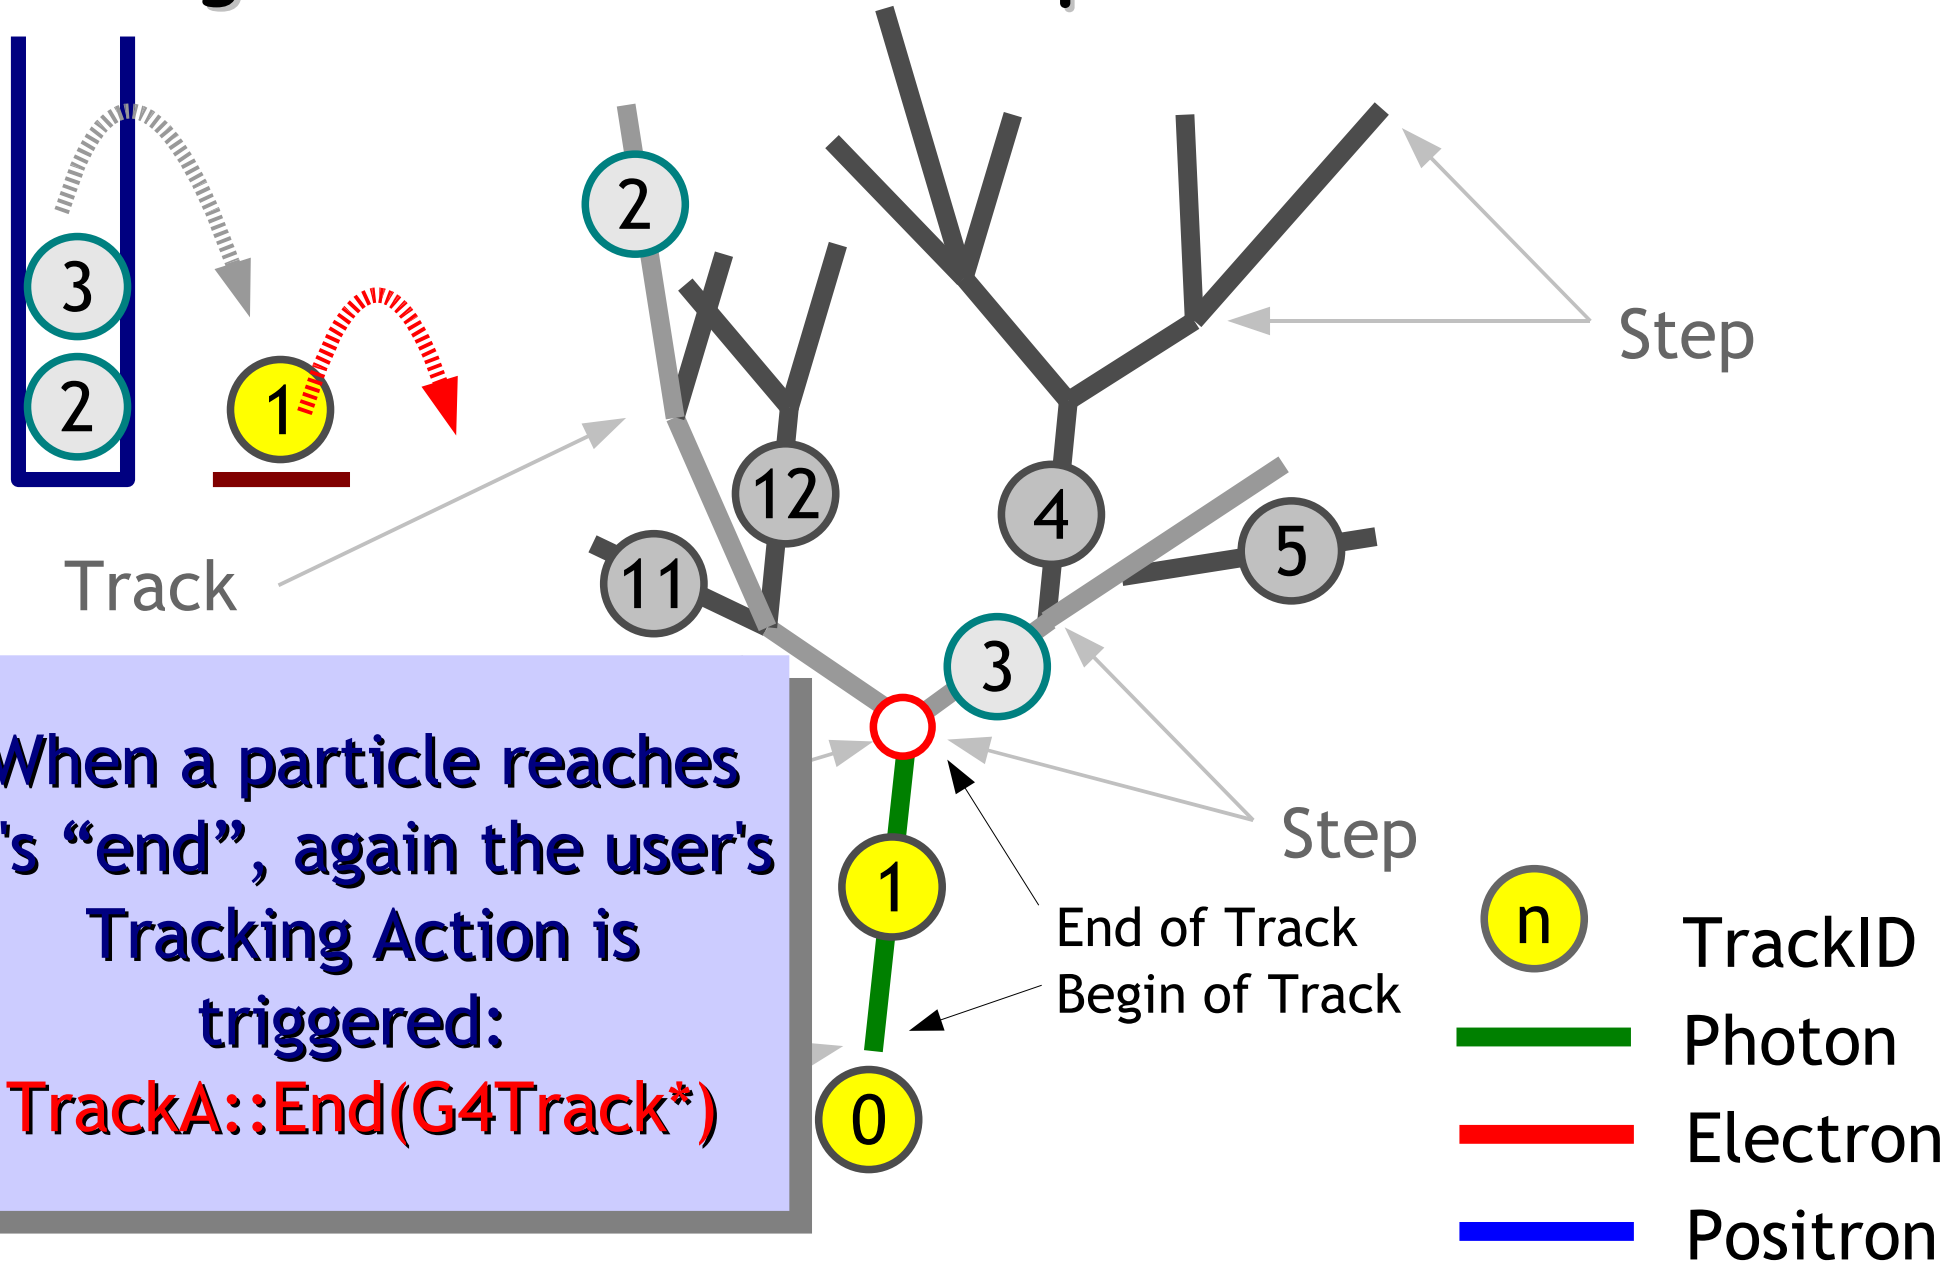 2
3
2
1
Step
12
4
5
11
Track
3
When a particle reaches
's “end”, again the user's
Tracking Action is
triggered:
TrackA::End(G4Track*)
Step
1
End of Track
Begin of Track
0
n TrackID
Photon
Electron
Positron